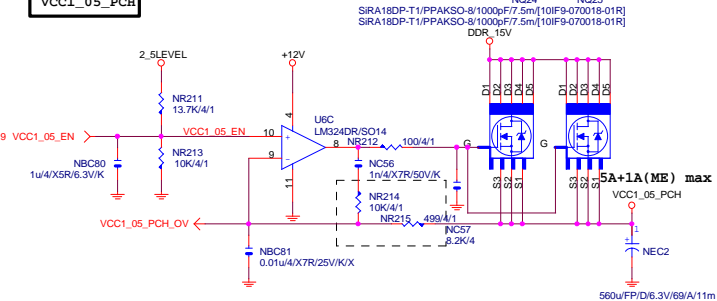 VCC1_05_PCH
SiRA18DP-T1/PPAKSO-8/1000pF/7.5m/[10IF9-070018-01R]
SiRA18DP-T1/PPAKSO-8/1000pF/7.5m/[10IF9-070018-01R]
DDR_15V
2_5LEVEL
+12V
NR211
13.7K/4/1
D1 D2 D3 D4 D5
D1 D2 D3 D4 D5
9 VCC1_05_EN
VCC1_05_EN
10
9
4
11
8
+
−
U6C
LM324DR/SO14
NR212
100/4/1
G
G
NBC80
1u/4/X5R/6.3V/K
NR213
10K/4/1
NC56
1n/4/X7R/50V/K
S3 S2 S1
S3 S2 S1
5A+1A(ME) max
VCC1_05_PCH
NR214
10K/4/1
NR215
499/4/1
NC57
8.2K/4
VCC1_05_PCH_OV
1
+
NEC2
NBC81
0.01u/4/X7R/25V/K/X
560u/FP/D/6.3V/69/A/11m